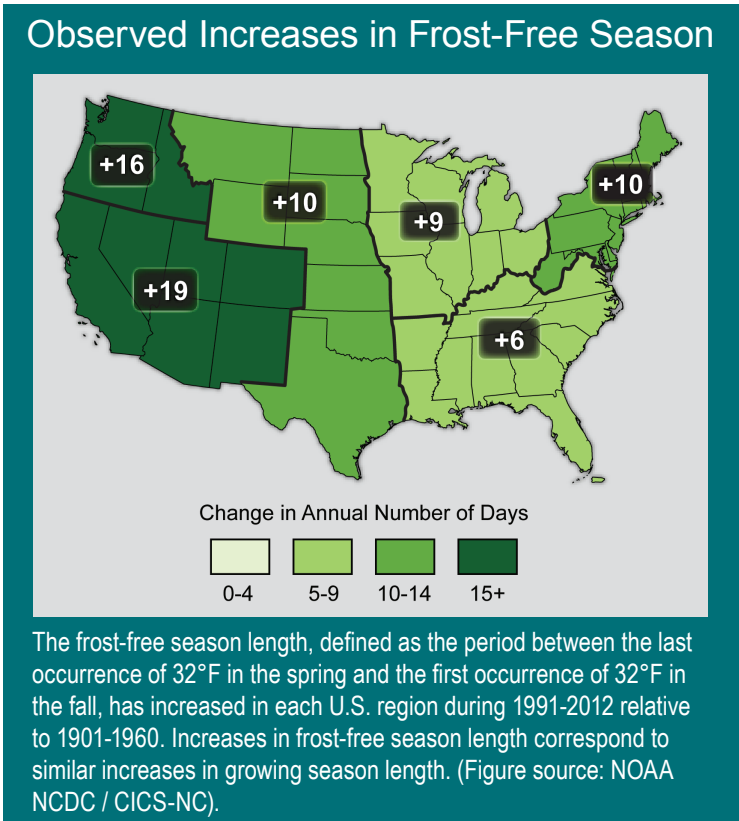 Observed Increases in Frost-Free Season
+16
+10
+10
+9
+19
+6
Change in Annual Number of Days
0-4 5-9 10-14 15+
The frost-free season length, defined as the period between the last
occurrence of 32°F in the spring and the first occurrence of 32°F in
the fall, has increased in each U.S. region during 1991-2012 relative
to 1901-1960. Increases in frost-free season length correspond to
similar increases in growing season length. (Figure source: NOAA
NCDC / CICS-NC).